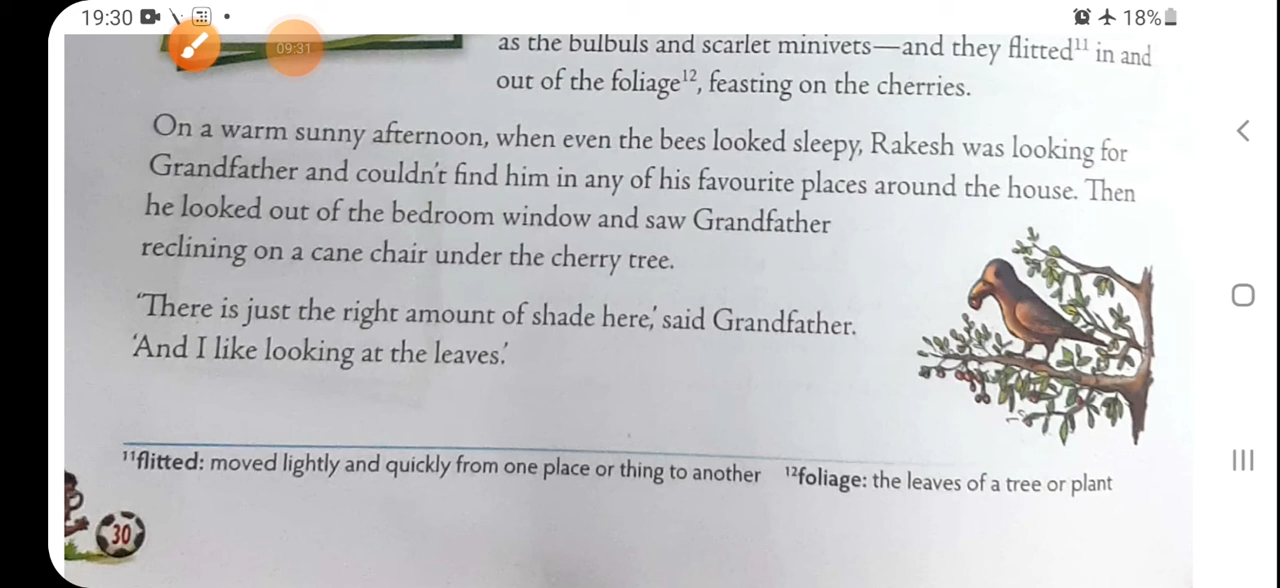 19:30
18%
09:31
as the bulbuls and scarlet minivets—and they flitted¹¹ in and
out of the foliage¹², feasting on the cherries.
On a warm sunny afternoon, when even the bees looked sleepy, Rakesh was looking for
Grandfather and couldn't find him in any of his favourite places around the house. Then
he looked out of the bedroom window and saw Grandfather
reclining on a cane chair under the cherry tree.
'There is just the right amount of shade here,' said Grandfather.
'And I like looking at the leaves.'
¹¹flitted: moved lightly and quickly from one place or thing to another ¹²foliage: the leaves of a tree or plant
30